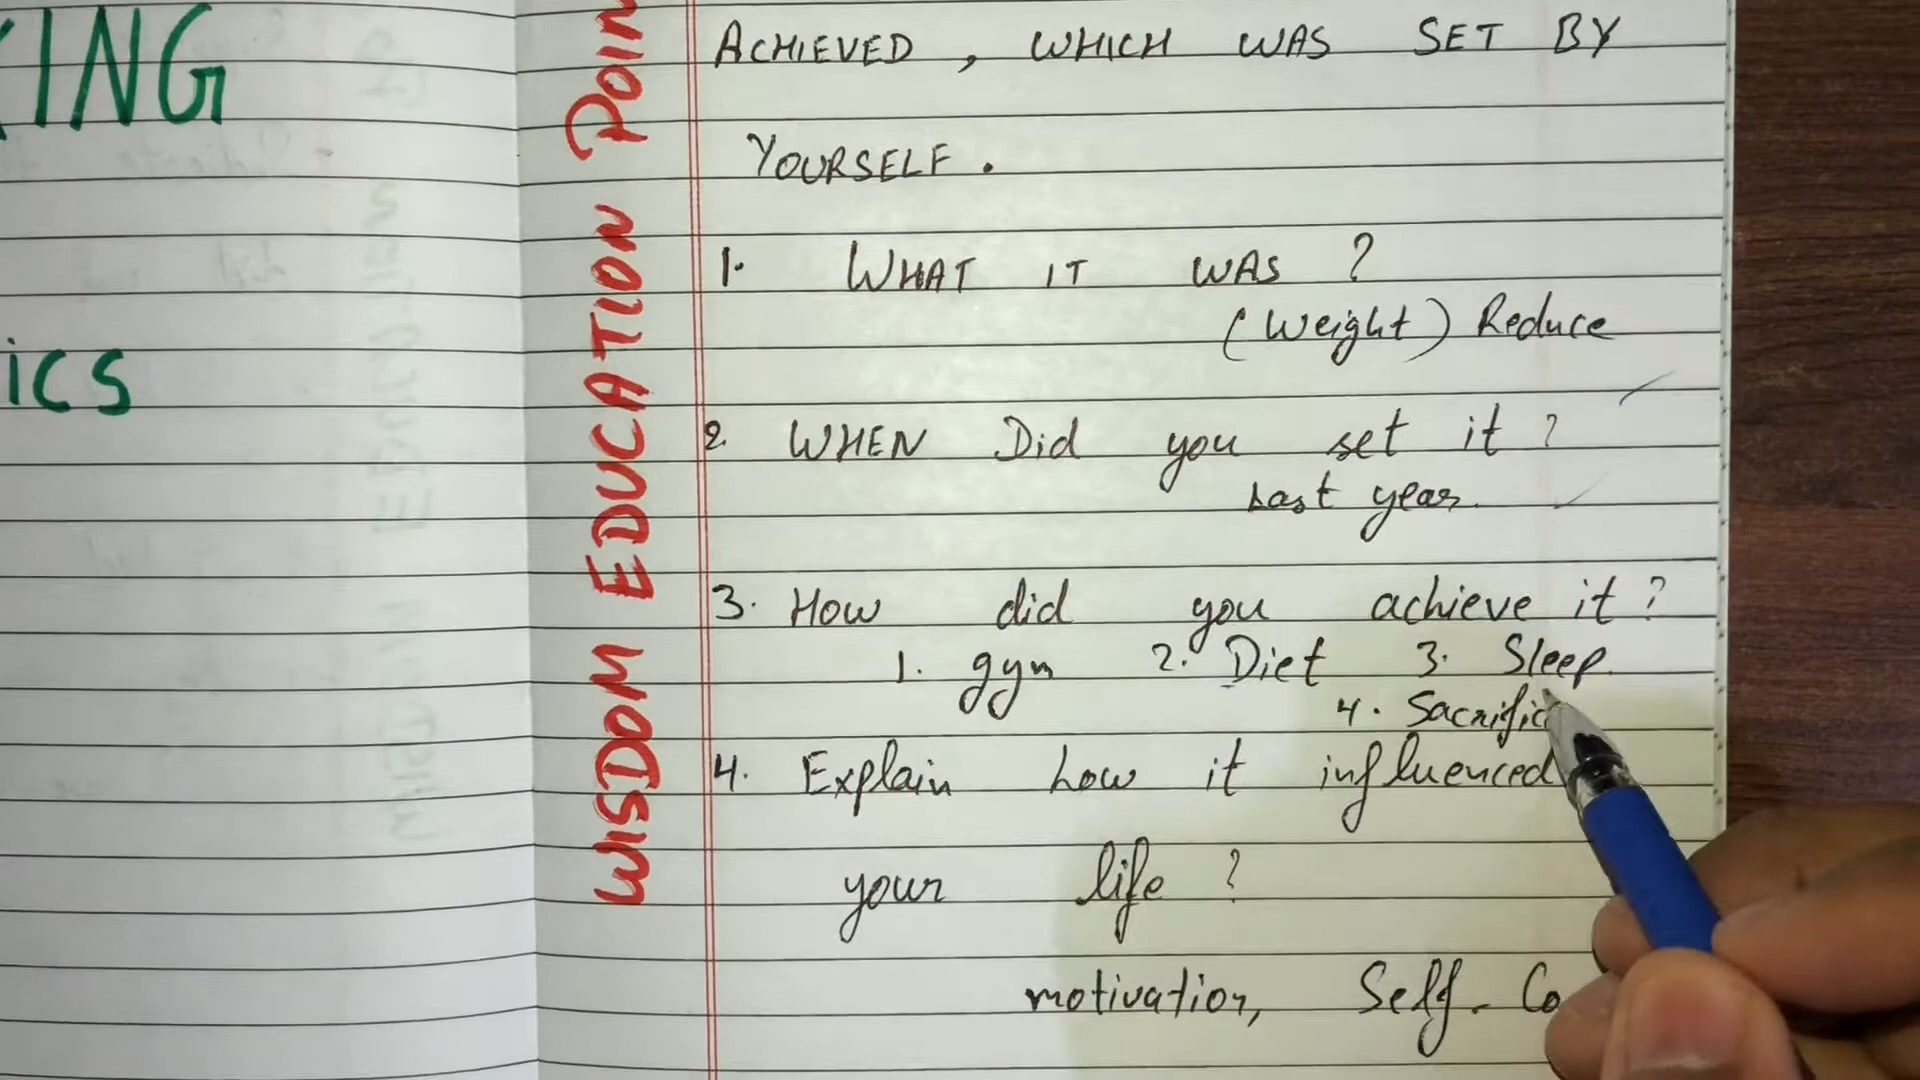 KING
ICS
WISDOM EDUCATION POIN
ACHIEVED, WHICH WAS SET BY
YOURSELF.
1. WHAT IT WAS ?
(Weight) Reduce
2. WHEN Did you set it ?
Last year.
3. How did you achieve it ?
1. gym 2. Diet 3. Sleep.
4. Sacrific
4. Explain how it influenced
your life ?
motivation, Self-Co